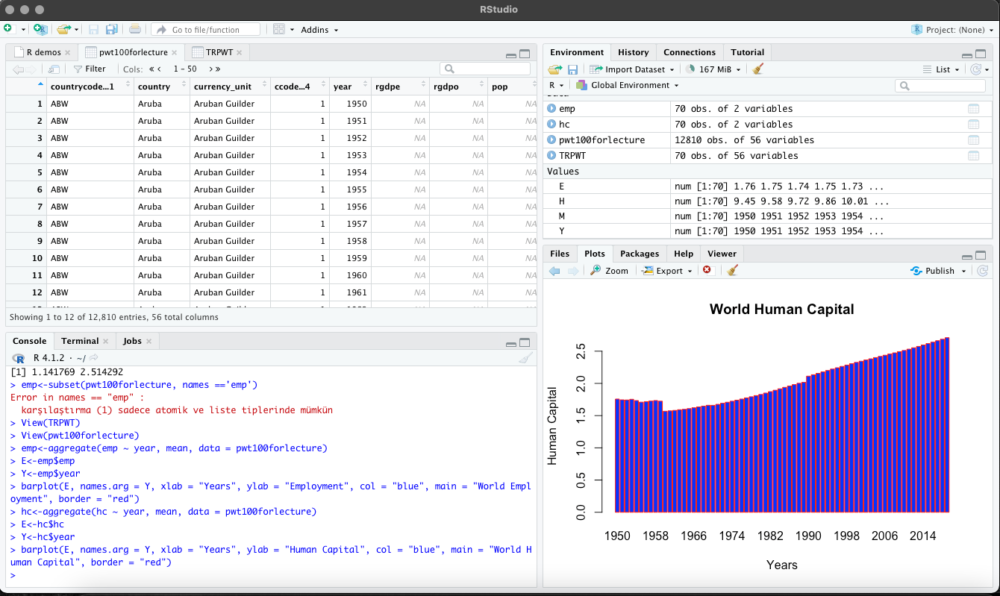 RStudio
Go to file/function
Addins
Project: (None)
R demos
pwt100forlecture
TRPWT
Filter
Cols:
1 - 50
countrycode...1 country currency_unit ccode...4 year rgdpe rgdpo pop
1 ABW Aruba Aruban Guilder 1 1950 NA NA NA
2 ABW Aruba Aruban Guilder 1 1951 NA NA NA
3 ABW Aruba Aruban Guilder 1 1952 NA NA NA
4 ABW Aruba Aruban Guilder 1 1953 NA NA NA
5 ABW Aruba Aruban Guilder 1 1954 NA NA NA
6 ABW Aruba Aruban Guilder 1 1955 NA NA NA
7 ABW Aruba Aruban Guilder 1 1956 NA NA NA
8 ABW Aruba Aruban Guilder 1 1957 NA NA NA
9 ABW Aruba Aruban Guilder 1 1958 NA NA NA
10 ABW Aruba Aruban Guilder 1 1959 NA NA NA
11 ABW Aruba Aruban Guilder 1 1960 NA NA NA
12 ABW Aruba Aruban Guilder 1 1961 NA NA NA
Showing 1 to 12 of 12,810 entries, 56 total columns
Console Terminal Jobs
R 4.1.2 · ~/
[1] 1.141769 2.514292
> emp<-subset(pwt100forlecture, names =='emp')
Error in names == "emp" :
karşılaştırma (1) sadece atomik ve liste tiplerinde mümkün
> View(TRPWT)
> View(pwt100forlecture)
> emp<-aggregate(emp ~ year, mean, data = pwt100forlecture)
> E<-emp$emp
> Y<-emp$year
> barplot(E, names.arg = Y, xlab = "Years", ylab = "Employment", col = "blue", main = "World Empl
oyment", border = "red")
> hc<-aggregate(hc ~ year, mean, data = pwt100forlecture)
> E<-hc$hc
> Y<-hc$year
> barplot(E, names.arg = Y, xlab = "Years", ylab = "Human Capital", col = "blue", main = "World H
uman Capital", border = "red")
>
Environment History Connections Tutorial
Import Dataset
167 MiB
List
R
Global Environment
Data
emp 70 obs. of 2 variables
hc 70 obs. of 2 variables
pwt100forlecture 12810 obs. of 56 variables
TRPWT 70 obs. of 56 variables
Values
E num [1:70] 1.76 1.75 1.74 1.75 1.73 ...
H num [1:70] 9.45 9.58 9.72 9.86 10.01 ...
M num [1:70] 1950 1951 1952 1953 1954 ...
Y num [1:70] 1950 1951 1952 1953 1954 ...
Files Plots Packages Help Viewer
Zoom
Export
Publish
World Human Capital
Human Capital
2.5
2.0
1.5
1.0
0.5
0.0
1950 1958 1966 1974 1982 1990 1998 2006 2014
Years